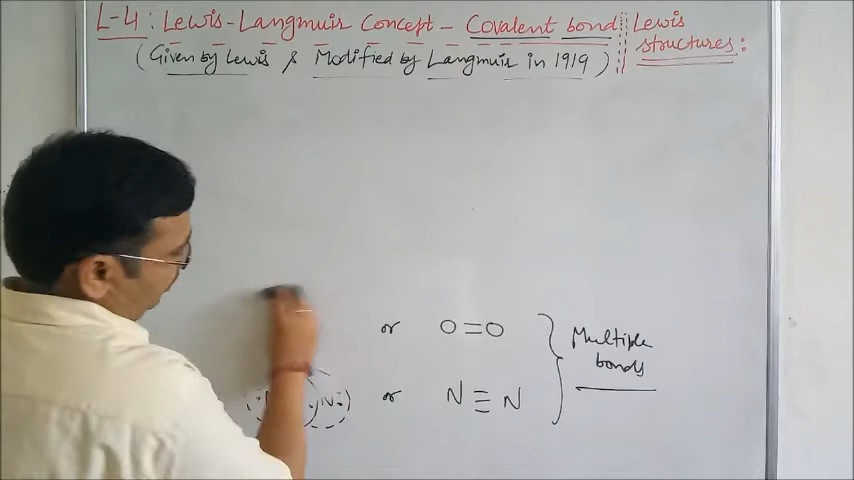 L-4: Lewis-Langmuir Concept - Covalent bond Lewis structures:
(Given by Lewis & Modified by Langmuir in 1919)
or O=O
Multiple bonds
N: or N≡N